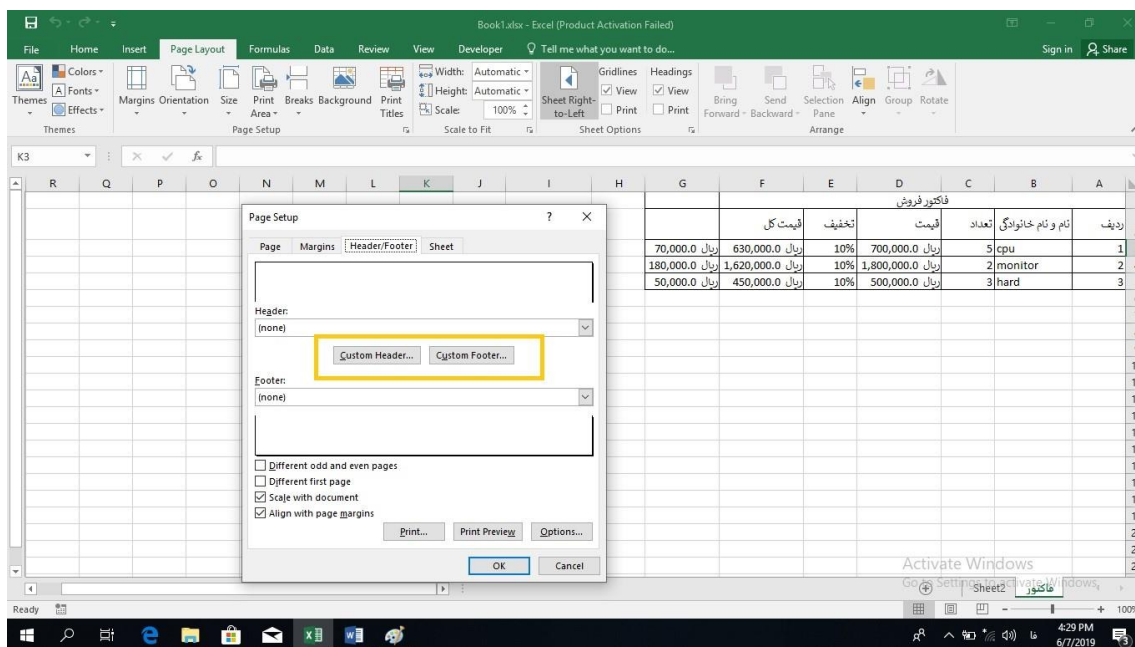 Book1.xlsx - Excel (Product Activation Failed)
File Home Insert Page Layout Formulas Data Review View Developer Tell me what you want to do... Sign in Share
Themes Colors Fonts Effects Margins Orientation Size Print Area Breaks Background Print Titles Width: Automatic Height: Automatic Scale: 100% Sheet Right-to-Left Gridlines View Print Headings View Print Bring Forward Send Backward Selection Pane Align Group Rotate
Themes Page Setup Scale to Fit Sheet Options Arrange
K3 fx
R Q P O N M L K J I H G F E D C B A
فاکتور فروش
ردیف نام و نام خانوادگی تعداد قیمت تخفیف قیمت کل
1 cpu 5 ریال 700,000.0 10% ریال 630,000.0 ریال 70,000.0
2 monitor 2 ریال 1,800,000.0 10% ریال 1,620,000.0 ریال 180,000.0
3 hard 3 ریال 500,000.0 10% ریال 450,000.0 ریال 50,000.0
Page Setup ? ×
Page Margins Header/Footer Sheet
Header:
(none)
Custom Header... Custom Footer...
Footer:
(none)
Different odd and even pages
Different first page
Scale with document
Align with page margins
Print... Print Preview Options...
OK Cancel
Activate Windows
Go to Settings to activate Windows.
Sheet2 فاکتور
Ready 100%
فا 4:29 PM
6/7/2019 3